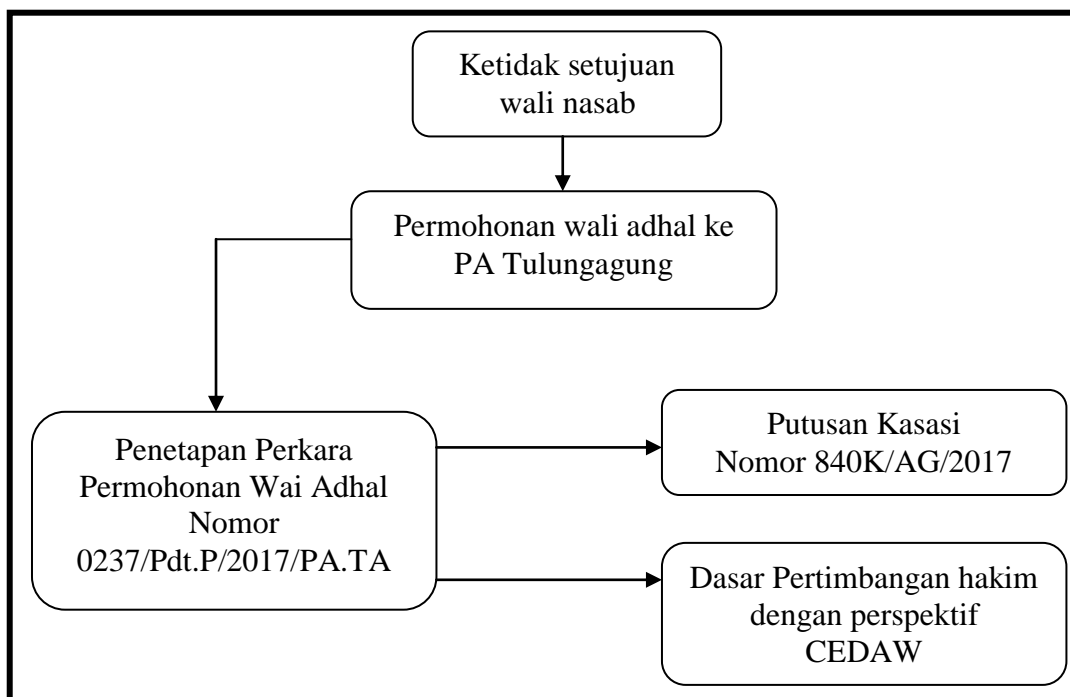 Ketidak setujuan
wali nasab
Permohonan wali adhal ke
PA Tulungagung
Penetapan Perkara
Permohonan Wai Adhal
Nomor
0237/Pdt.P/2017/PA.TA
Putusan Kasasi
Nomor 840K/AG/2017
Dasar Pertimbangan hakim
dengan perspektif
CEDAW